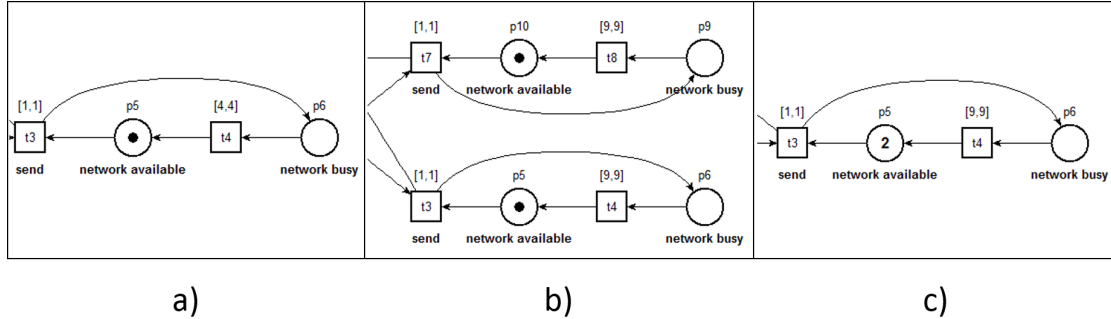 [1,1] p5 [4,4] p6
t3 t4
send network available network busy
[1,1] p10 [9,9] p9
t7 t8
send network available network busy
[1,1] p5 [9,9] p6
t3 t4
send network available network busy
[1,1] p5 [9,9] p6
t3 2 t4
send network available network busy
a) b) c)